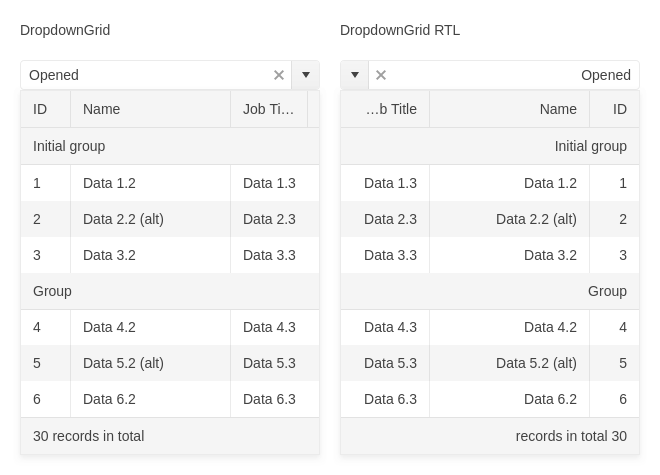 DropdownGrid
Opened
ID Name Job Ti...
Initial group
1 Data 1.2 Data 1.3
2 Data 2.2 (alt) Data 2.3
3 Data 3.2 Data 3.3
Group
4 Data 4.2 Data 4.3
5 Data 5.2 (alt) Data 5.3
6 Data 6.2 Data 6.3
30 records in total
DropdownGrid RTL
Opened
...b Title Name ID
Initial group
Data 1.3 Data 1.2 1
Data 2.3 Data 2.2 (alt) 2
Data 3.3 Data 3.2 3
Group
Data 4.3 Data 4.2 4
Data 5.3 Data 5.2 (alt) 5
Data 6.3 Data 6.2 6
records in total 30